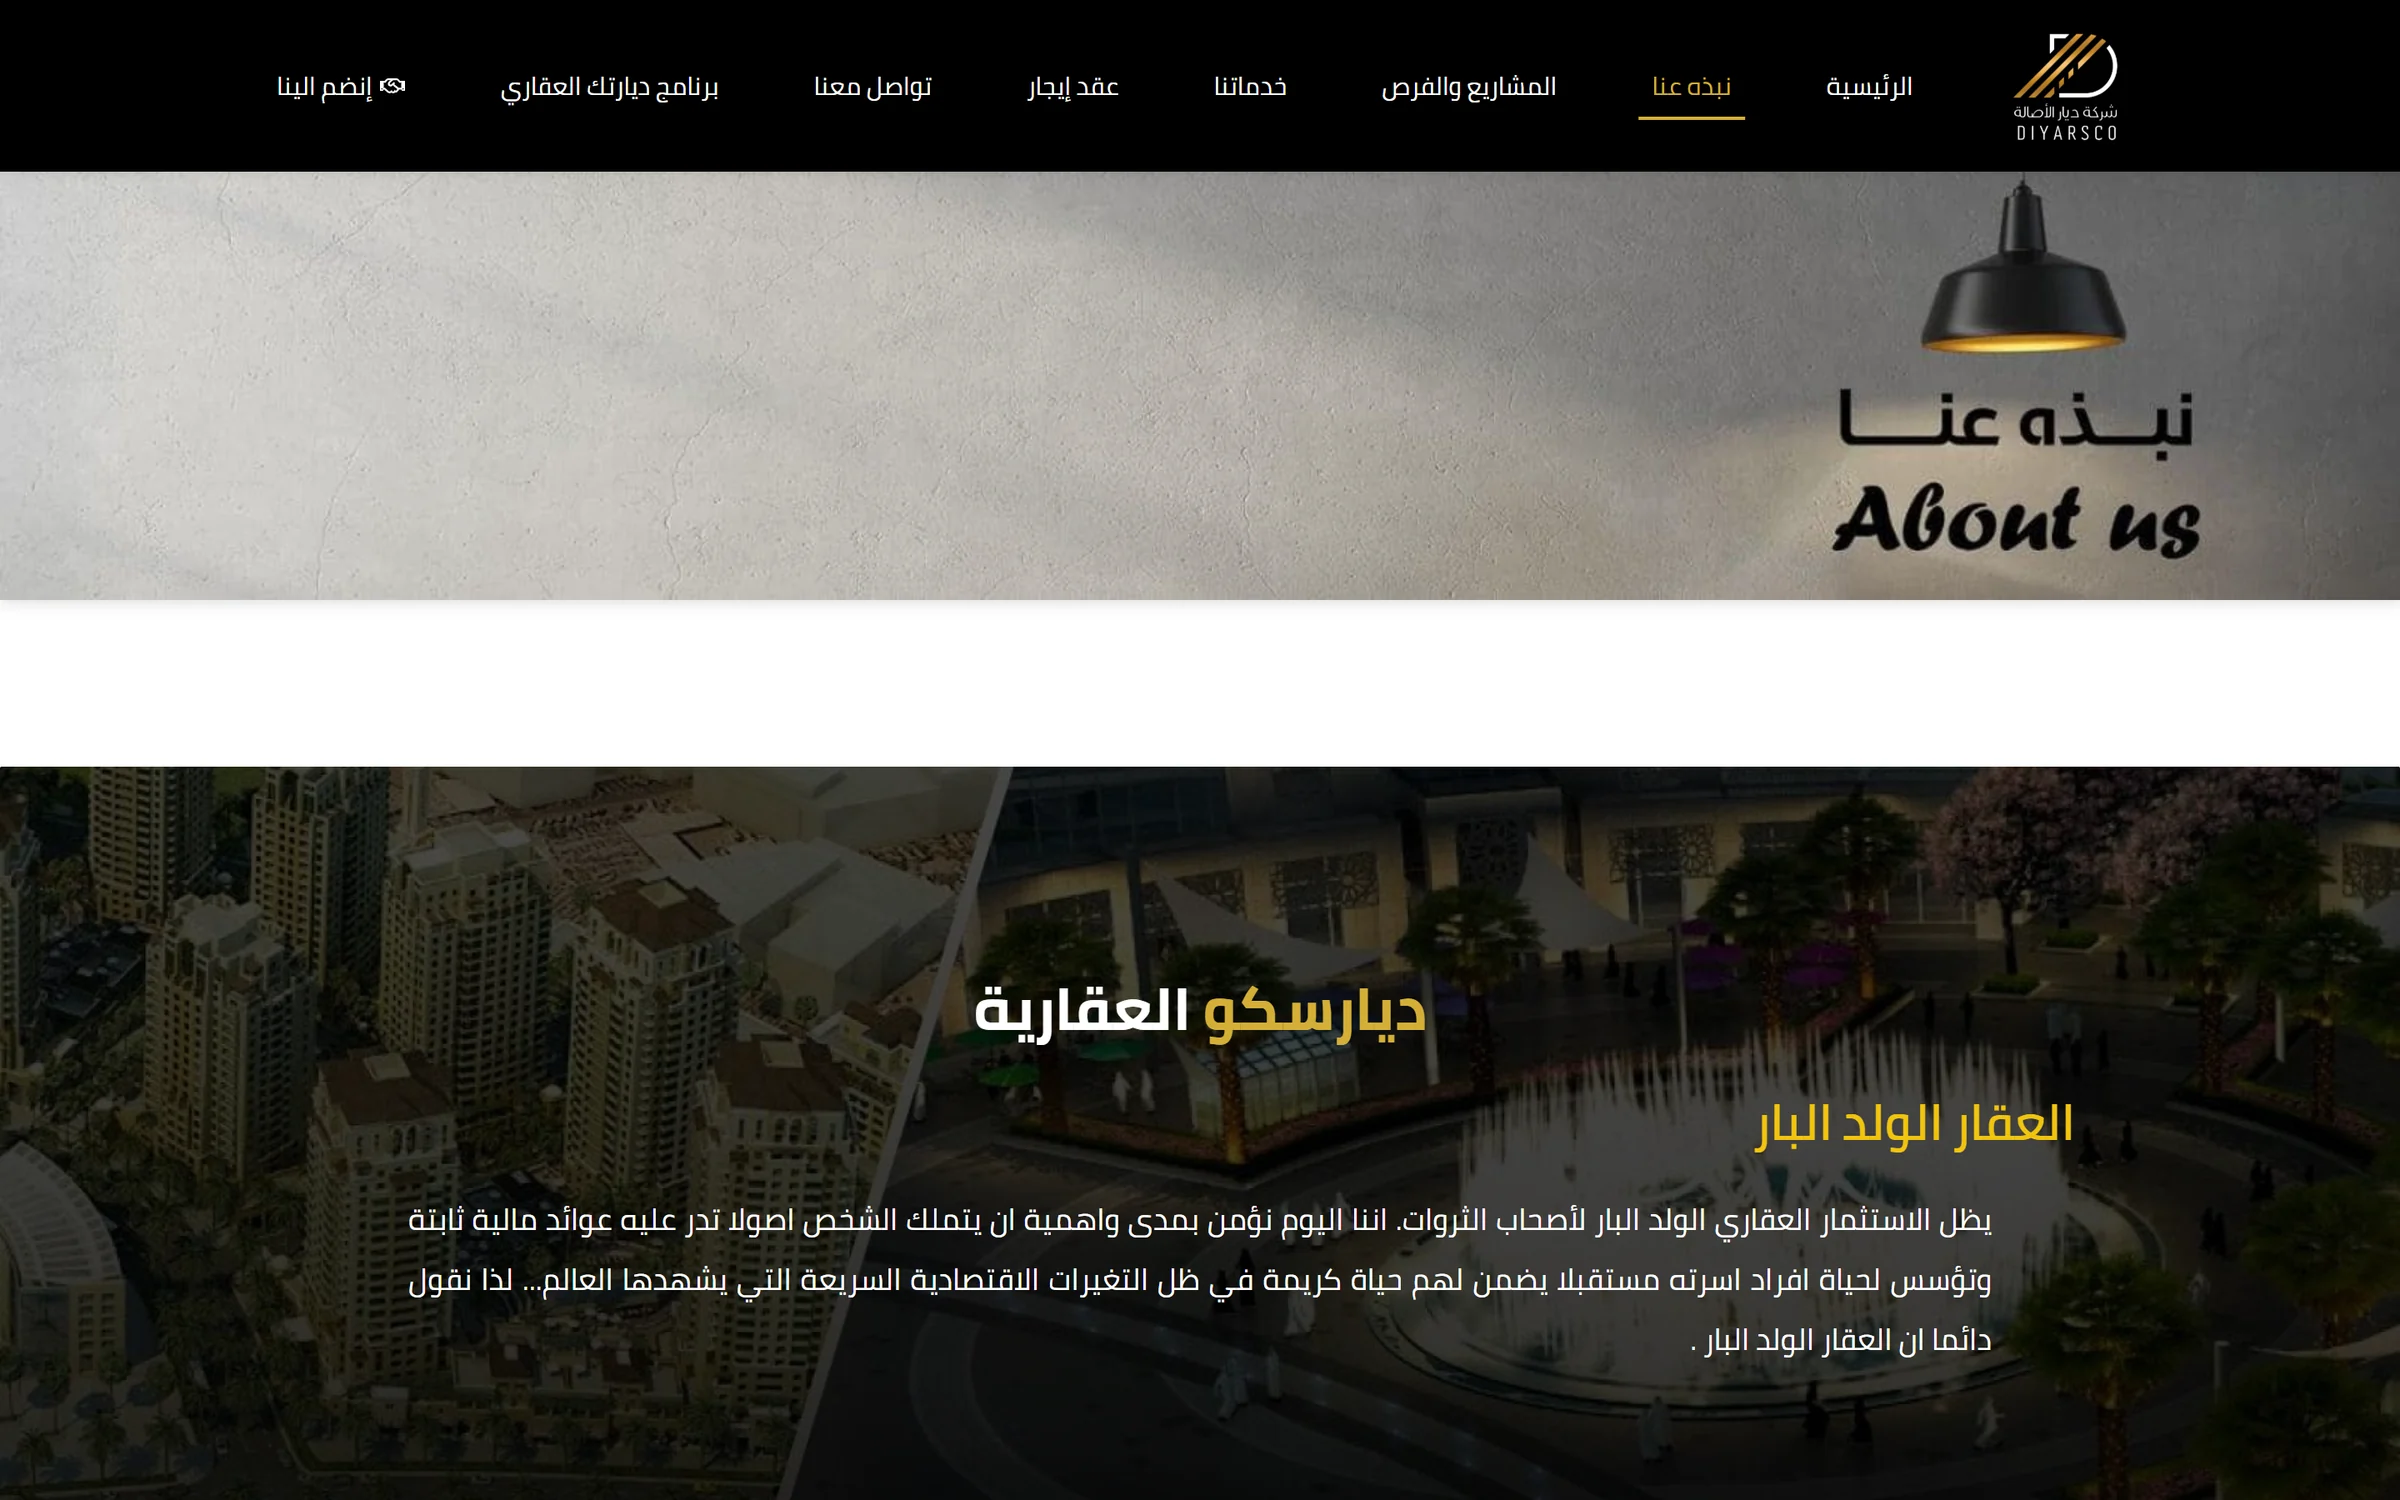 شركة ديار الأصالة
DIYARSCO
الرئيسية
نبذه عنا
المشاريع والفرص
خدماتنا
عقد إيجار
تواصل معنا
برنامج ديارتك العقاري
إنضم الينا
نبذه عنا
About us
ديارسكو العقارية
العقار الولد البار
يظل الاستثمار العقاري الولد البار لأصحاب الثروات. اننا اليوم نؤمن بمدى واهمية ان يتملك الشخص اصولا تدر عليه عوائد مالية ثابتة
وتؤسس لحياة افراد اسرته مستقبلا يضمن لهم حياة كريمة في ظل التغيرات الاقتصادية السريعة التي يشهدها العالم... لذا نقول
دائما ان العقار الولد البار .